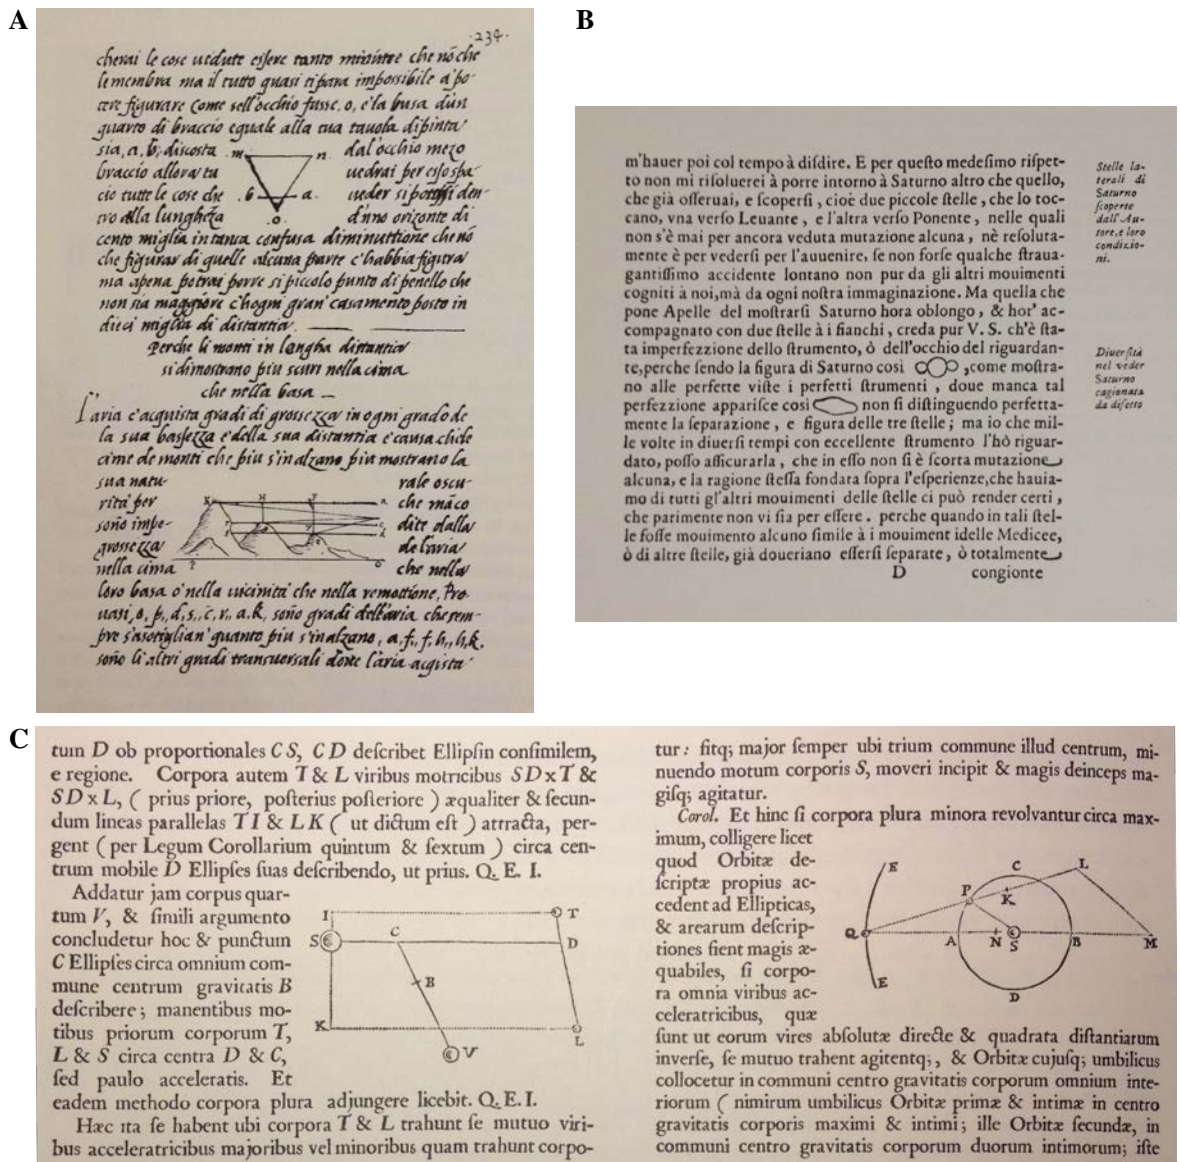 A
.234.
cherai le cose uedute essere tanto minime che nō che
le membra ma il tutto quasi ti para impossibile a po-
tere figurare Come sell'occhio fusse, o, e la busa dun
quarto di braccio eguale alla tua tauola dipinta
sia, a, b, discosta m n dal'occhio mezo
braccio allora tu uedrai per esso spa-
cio tutte le cose che b a ueder si den-
tro alla lungheza o d'uno orizonte di
cento miglia in tanta confusa diminuttione che nō
che figurar di quelle alcuna parte c'habbia figura
ma apena potrai porre si piccolo punto di penello che
non sia maggiore c'hogni gran' casamento posto in
dieci miglia di distantia
Perche li monti in longha distantia
si dimostrano piu scuri nella cima
che nella basa
L'aria c'acquista gradi di grossezza in ogni grado de
la sua bassezza e della sua distantia e causa che le
cime de monti che piu s'inalzano piu mostrano la
sua natu- rale oscu-
rità per che māco
sono impe- dite dalla
grossezza de l'aria
nella cima che nella
loro basa o' nella uicinità che nella remottione, Pro-
uasi, o, p,, d, s,, c, r,, a, k, sono gradi dell'aria che sem-
pre s'asotiglian' quanto piu s'inalzano, a, f,, f, h,, h, k,
sono li altri gradi transuersali doue l'aria acqista
B
m'hauer poi col tempo à diſdire. E per queſto medeſimo riſpet-
to non mi riſoluerei à porre intorno à Saturno altro che quello,
che già oſſeruai, e ſcoperſi, cioè due piccole ſtelle, che lo toc-
cano, vna verſo Leuante, e l'altra verſo Ponente, nelle quali
non s'è mai per ancora veduta mutazione alcuna, nè reſoluta-
mente è per vederſi per l'auuenire, ſe non forſe qualche ſtraua-
gantiſſimo accidente lontano non pur da gli altri mouimenti
cogniti à noi, mà da ogni noſtra immaginazione. Ma quella che
pone Apelle del moſtrarſi Saturno hora oblongo, & hor' ac-
compagnato con due ſtelle à i fianchi, creda pur V. S. ch'è ſta-
ta imperfezzione dello ſtrumento, ò dell'occhio del riguardan-
te, perche ſendo la figura di Saturno così , come moſtra-
no alle perfette viſte i perfetti ſtrumenti, doue manca tal
perfezzione appariſce così non ſi diſtinguendo perfetta-
mente la ſeparazione, e figura delle tre ſtelle; ma io che mil-
le volte in diuerſi tempi con eccellente ſtrumento l'hò riguar-
dato, poſſo aſſicurarla, che in eſſo non ſi è ſcorta mutazione
alcuna, e la ragione ſteſſa fondata ſopra l'eſperienze, che hauia-
mo di tutti gl'altri mouimenti delle ſtelle ci può render certi,
che parimente non vi ſia per eſſere. perche quando in tali ſtel-
le foſſe mouimento alcuno ſimile à i mouiment idelle Medicee,
ò di altre ſtelle, già doueriano eſſerſi ſeparate, ò totalmente
D congionte
Stelle la-
terali di
Saturno
ſcoperte
dall'Au-
tore, e loro
condizio-
ni.
Diuerſità
nel veder
Saturno
cagionata
da difetto
C
tum D ob proportionales CS, CD deſcribet Ellipſin conſimilem,
e regione. Corpora autem T & L viribus motricibus SD x T &
SD x L, ( prius priore, poſterius poſteriore ) æqualiter & ſecun-
dum lineas parallelas TI & LK ( ut dictum eſt ) attracta, per-
gent ( per Legum Corollarium quintum & ſextum ) circa cen-
trum mobile D Ellipſes ſuas deſcribendo, ut prius. Q. E. I.
Addatur jam corpus quar-
tum V, & ſimili argumento
concludetur hoc & punctum
C Ellipſes circa omnium com-
mune centrum gravitatis B
deſcribere; manentibus mo-
tibus priorum corporum T,
L & S circa centra D & C,
ſed paulo acceleratis. Et
eadem methodo corpora plura adjungere licebit. Q. E. I.
Hæc ita ſe habent ubi corpora T & L trahunt ſe mutuo viri-
bus acceleratricibus majoribus vel minoribus quam trahunt corpo-
I T
S C D
B
K L
V
tur: ſitq; major ſemper ubi trium commune illud centrum, mi-
nuendo motum corporis S, moveri incipit & magis deinceps ma-
giſq; agitatur.
Corol. Et hinc ſi corpora plura minora revolvantur circa max-
imum, colligere licet
quod Orbitæ de-
ſcriptæ propius ac-
cedent ad Ellipticas,
& arearum deſcrip-
tiones fient magis æ-
quabiles, ſi corpo-
ra omnia viribus ac-
celeratricibus, quæ
ſunt ut eorum vires abſolutæ directe & quadrata diſtantiarum
inverſe, ſe mutuo trahent agitentq;, & Orbitæ cujuſq; umbilicus
collocetur in communi centro gravitatis corporum omnium inte-
riorum ( nimirum umbilicus Orbitæ primæ & intimæ in centro
gravitatis corporis maximi & intimi; ille Orbitæ ſecundæ, in
communi centro gravitatis corporum duorum intimorum; iſte
E C L
P K
Q A N S B M
E D